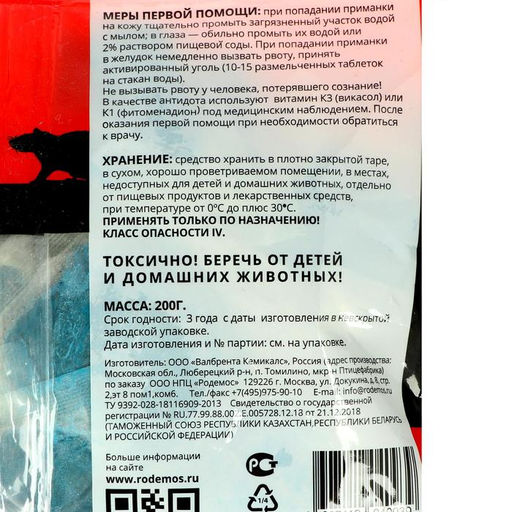 МЕРЫ ПЕРВОЙ ПОМОЩИ: при попадании приманки
на кожу тщательно промыть загрязненный участок водой
с мылом; в глаза — обильно промыть их водой или
2% раствором пищевой соды. При попадании приманки
в желудок немедленно вызвать рвоту, принять
активированный уголь (10-15 размельченных таблеток
на стакан воды).
Не вызывать рвоту у человека, потерявшего сознание!
В качестве антидота используют витамин К3 (викасол) или
К1 (фитоменадион) под медицинским наблюдением. После
оказания первой помощи при необходимости обратиться
к врачу.
ХРАНЕНИЕ: средство хранить в плотно закрытой таре,
в сухом, хорошо проветриваемом помещении, в местах,
недоступных для детей и домашних животных, отдельно
от пищевых продуктов и лекарственных средств,
при температуре от 0°С до плюс 30°С.
ПРИМЕНЯТЬ ТОЛЬКО ПО НАЗНАЧЕНИЮ!
КЛАСС ОПАСНОСТИ IV.
ТОКСИЧНО! БЕРЕЧЬ ОТ ДЕТЕЙ
И ДОМАШНИХ ЖИВОТНЫХ!
МАССА: 200Г.
Срок годности: 3 года с даты изготовления в невскрытой
заводской упаковке.
Дата изготовления и № партии: см. на упаковке.
Изготовитель: ООО «Валбрента Кемикалс», Россия (адрес производства:
Московская обл., Люберецкий р-н, п. Томилино, мкр-н Птицефабрика)
по заказу ООО НПЦ «Родемос» 129226 г. Москва, ул. Докукина, д.8, стр.
2,эт 8 пом1,комб. Тел./факс +7(495)975-90-10 E-mail: info@rodemos.ru
ТУ 9392-028-18116909-2013 Свидетельство о государственной
регистрации № RU.77.99.88.00 .Е.005728.12.18 от 21.12.2018
(ТАМОЖЕННЫЙ СОЮЗ РЕСПУБЛИКИ КАЗАХСТАН,РЕСПУБЛИКИ БЕЛАРУСЬ
И РОССИЙСКОЙ ФЕДЕРАЦИИ)
Больше информации
на сайте
www.rodemos.ru
1/4